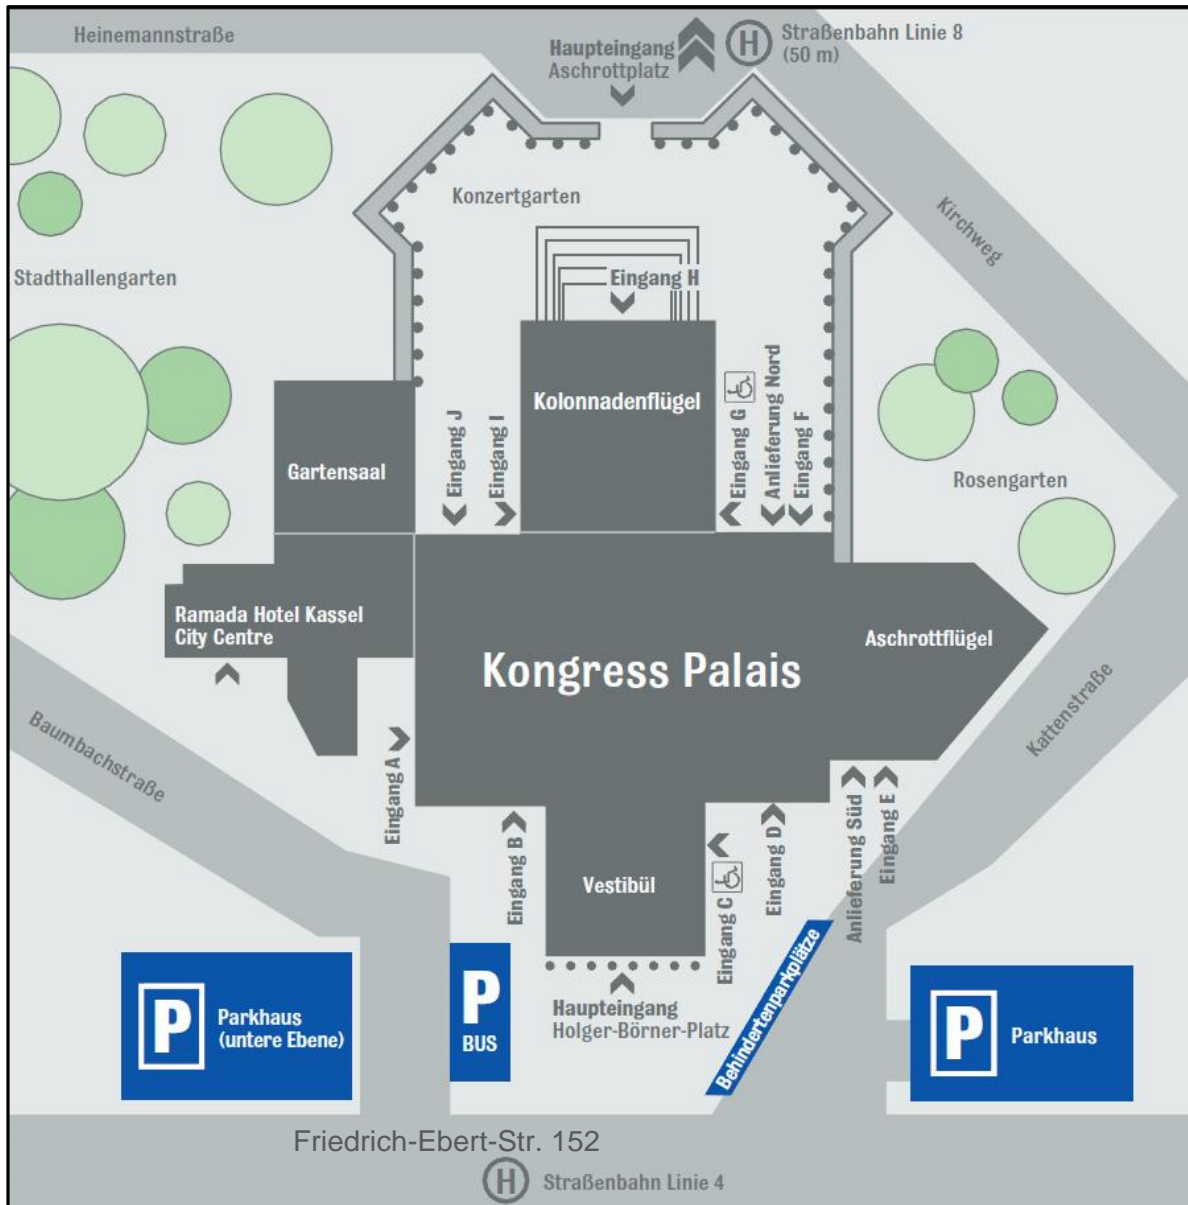 Heinemannstraße
Haupteingang
Aschrottplatz
H
Straßenbahn Linie 8
(50 m)
Konzertgarten
Kirchweg
Stadthallengarten
Eingang H
Kolonnadenflügel
Eingang J
Eingang I
Eingang G
Anlieferung Nord
Eingang F
Gartensaal
Rosengarten
Ramada Hotel Kassel
City Centre
Kongress Palais
Aschrottflügel
Baumbachstraße
Kattenstraße
Eingang A
Eingang B
Vestibül
Eingang C
Eingang D
Anlieferung Süd
Eingang E
P
Parkhaus
(untere Ebene)
P
BUS
Haupteingang
Holger-Börner-Platz
Behindertenparkplätze
P
Parkhaus
Friedrich-Ebert-Str. 152
H
Straßenbahn Linie 4